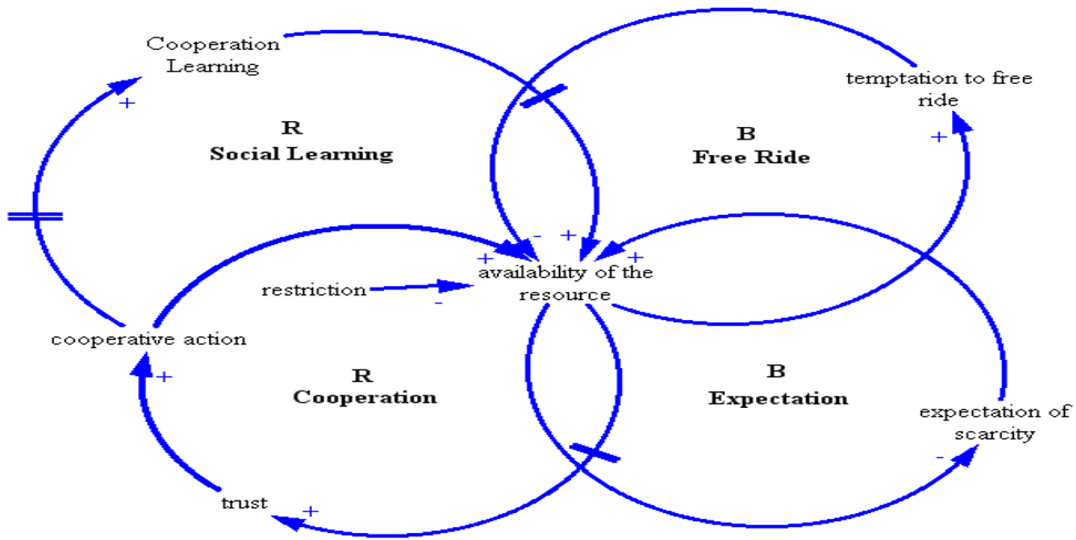 Cooperation
Learning
+
R
Social Learning
B
Free Ride
temptation to free
ride
+
-
+
+
+
availability of the
resource
restriction
-
cooperative action
+
R
Cooperation
B
Expectation
expectation of
scarcity
-
trust
+